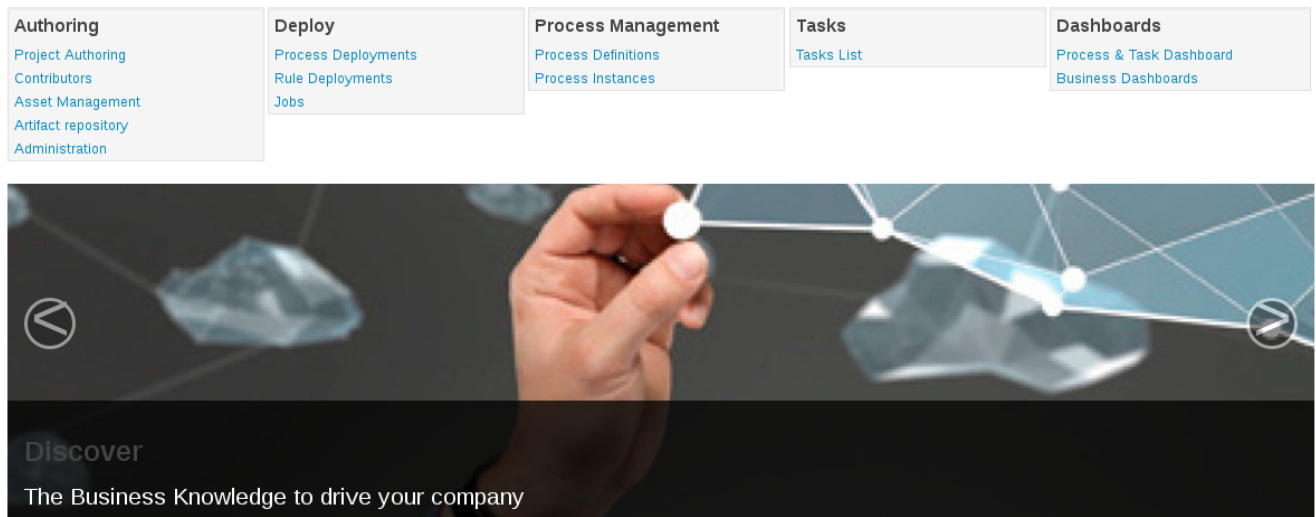 Authoring
Project Authoring
Contributors
Asset Management
Artifact repository
Administration
Deploy
Process Deployments
Rule Deployments
Jobs
Process Management
Process Definitions
Process Instances
Tasks
Tasks List
Dashboards
Process & Task Dashboard
Business Dashboards
<
>
Discover
The Business Knowledge to drive your company